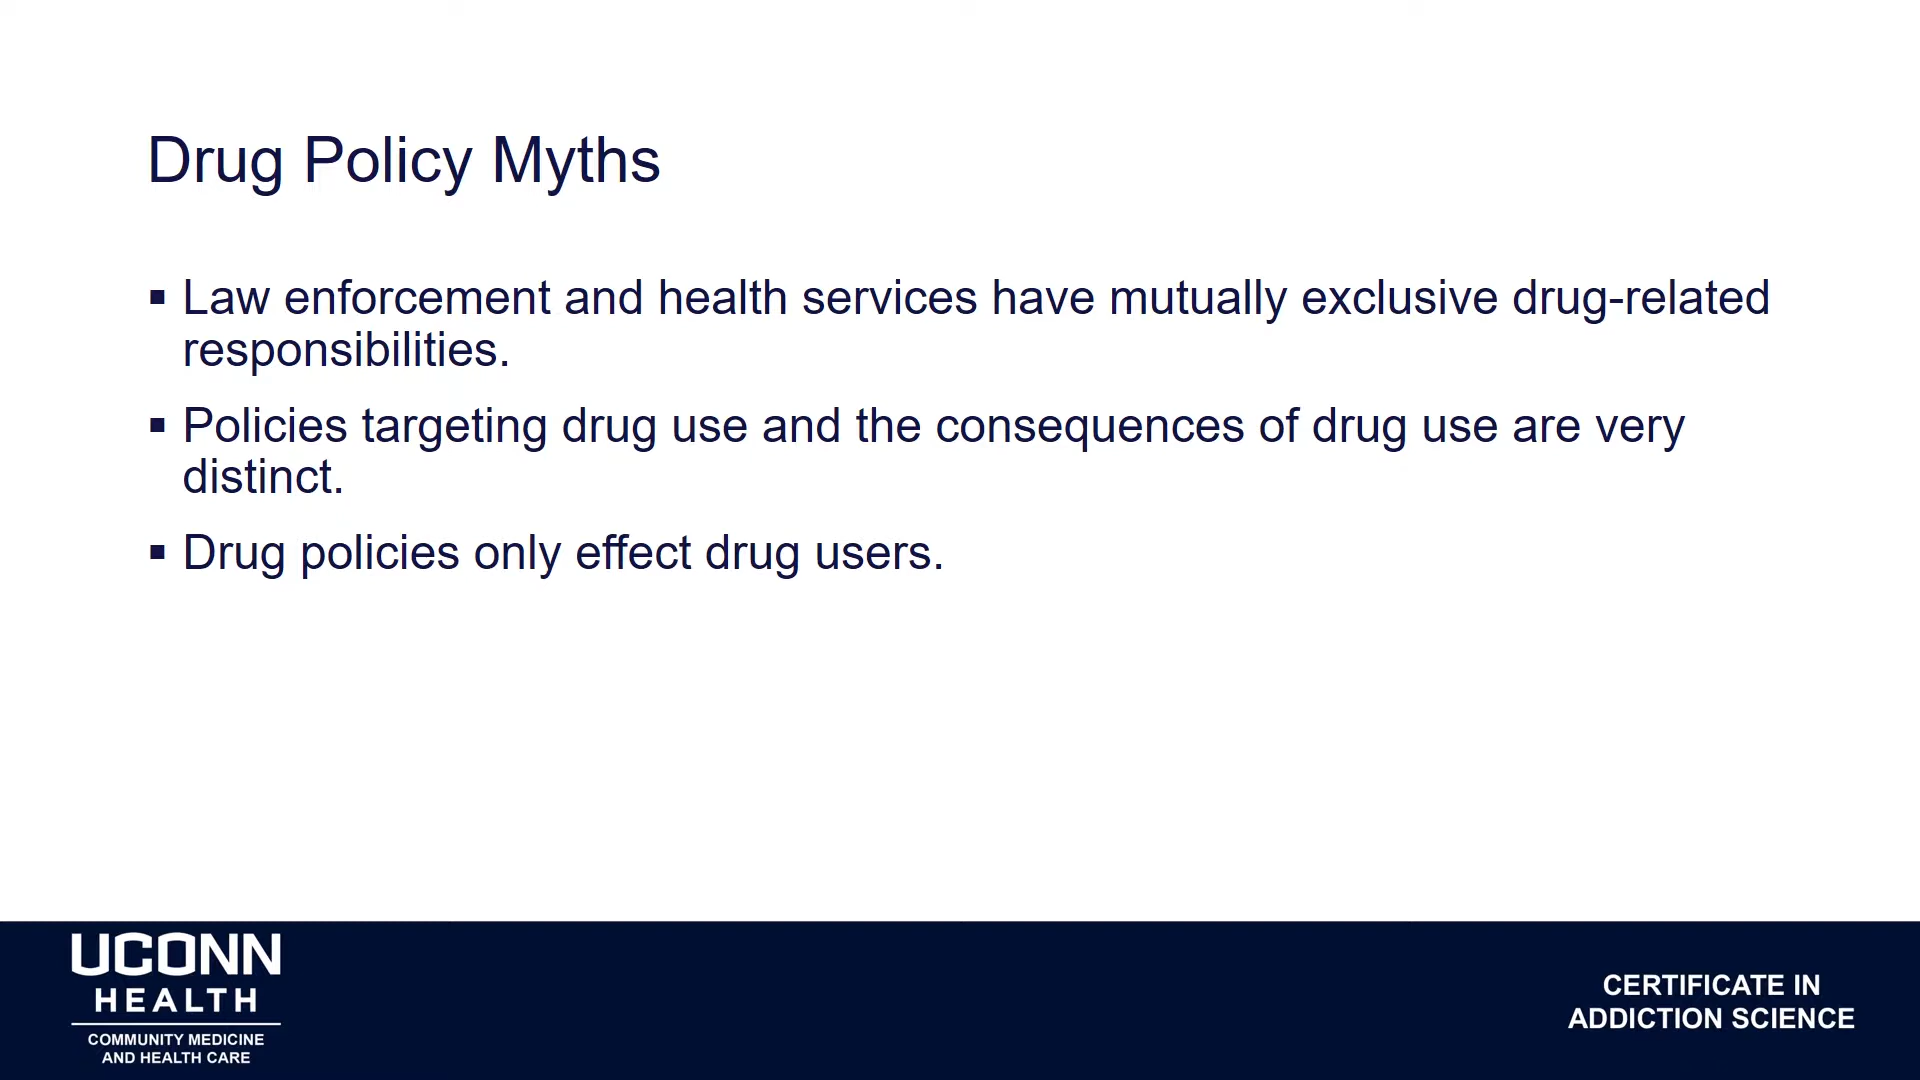 Drug Policy Myths
▪ Law enforcement and health services have mutually exclusive drug-related
responsibilities.
▪ Policies targeting drug use and the consequences of drug use are very
distinct.
▪ Drug policies only effect drug users.
UCONN
HEALTH
COMMUNITY MEDICINE
AND HEALTH CARE
CERTIFICATE IN
ADDICTION SCIENCE